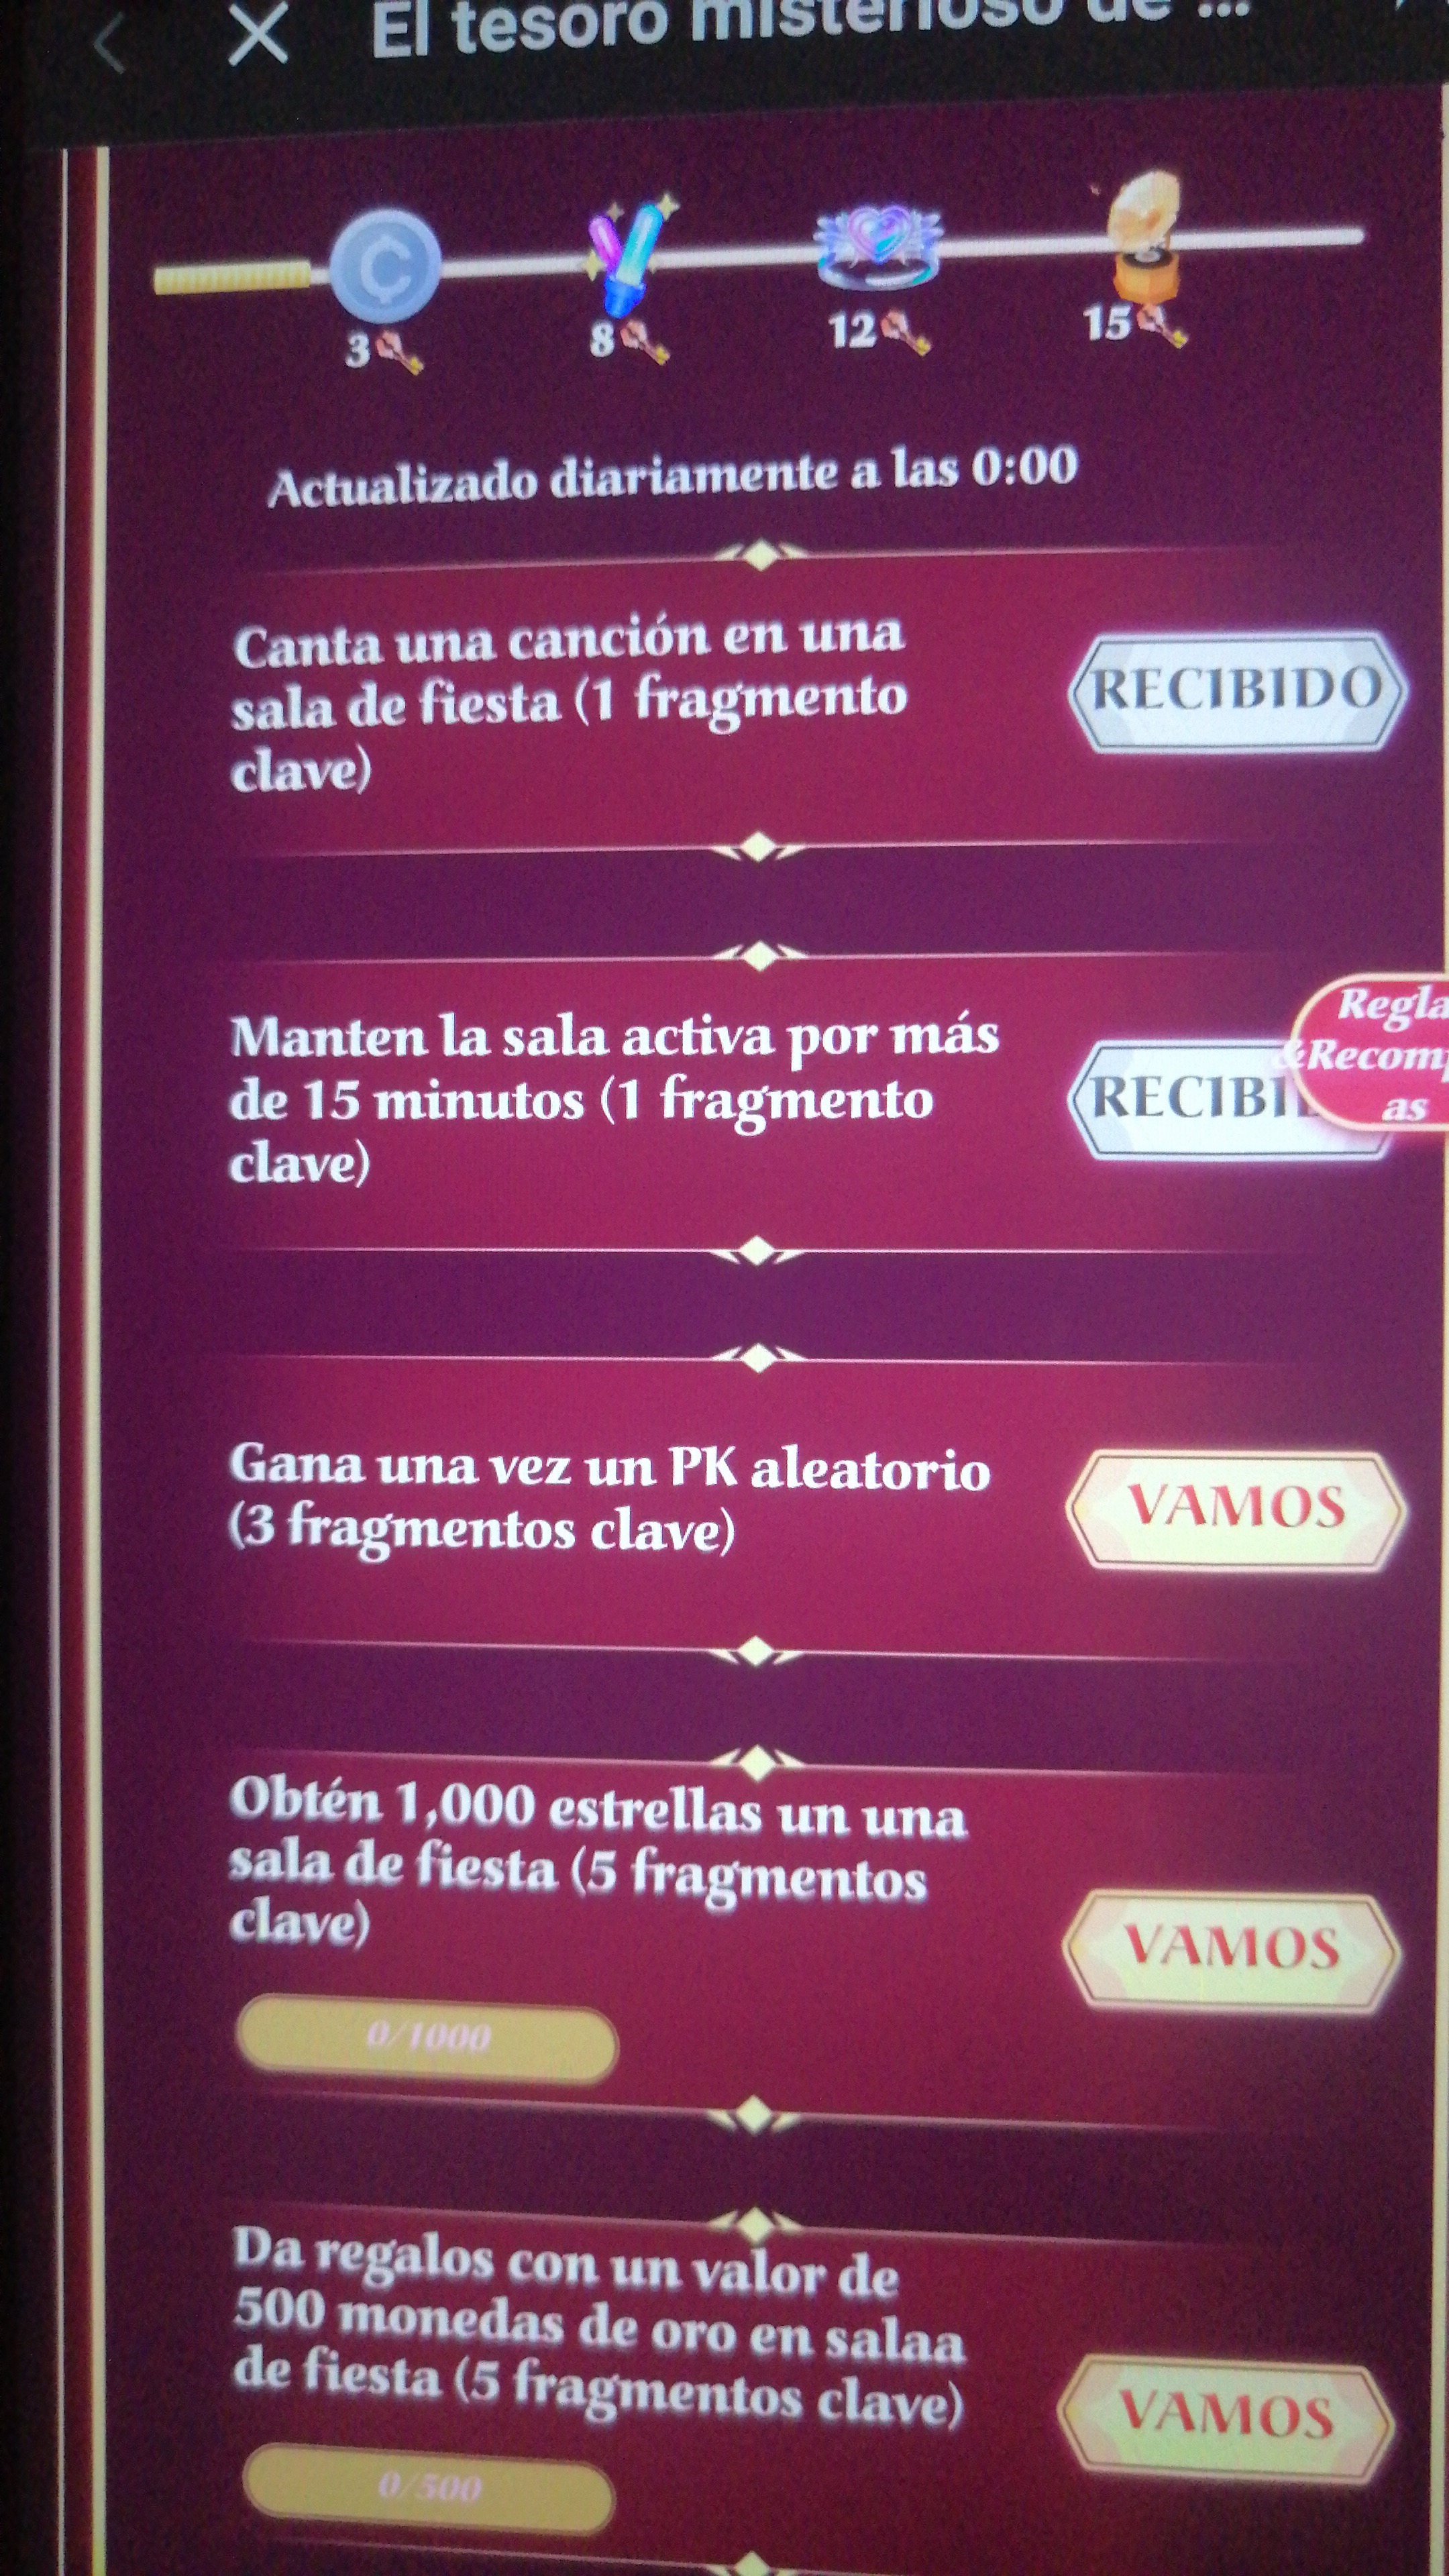 El tesoro misterioso de ...
3
8
12
15
Actualizado diariamente a las 0:00
Canta una canción en una
sala de fiesta (1 fragmento
clave)
RECIBIDO
Manten la sala activa por más
de 15 minutos (1 fragmento
clave)
Regla
&Recom
as
Gana una vez un PK aleatorio
(3 fragmentos clave)
VAMOS
Obtén 1,000 estrellas un una
sala de fiesta (5 fragmentos
clave)
VAMOS
0/1000
Da regalos con un valor de
500 monedas de oro en salaa
de fiesta (5 fragmentos clave)
VAMOS
0/500